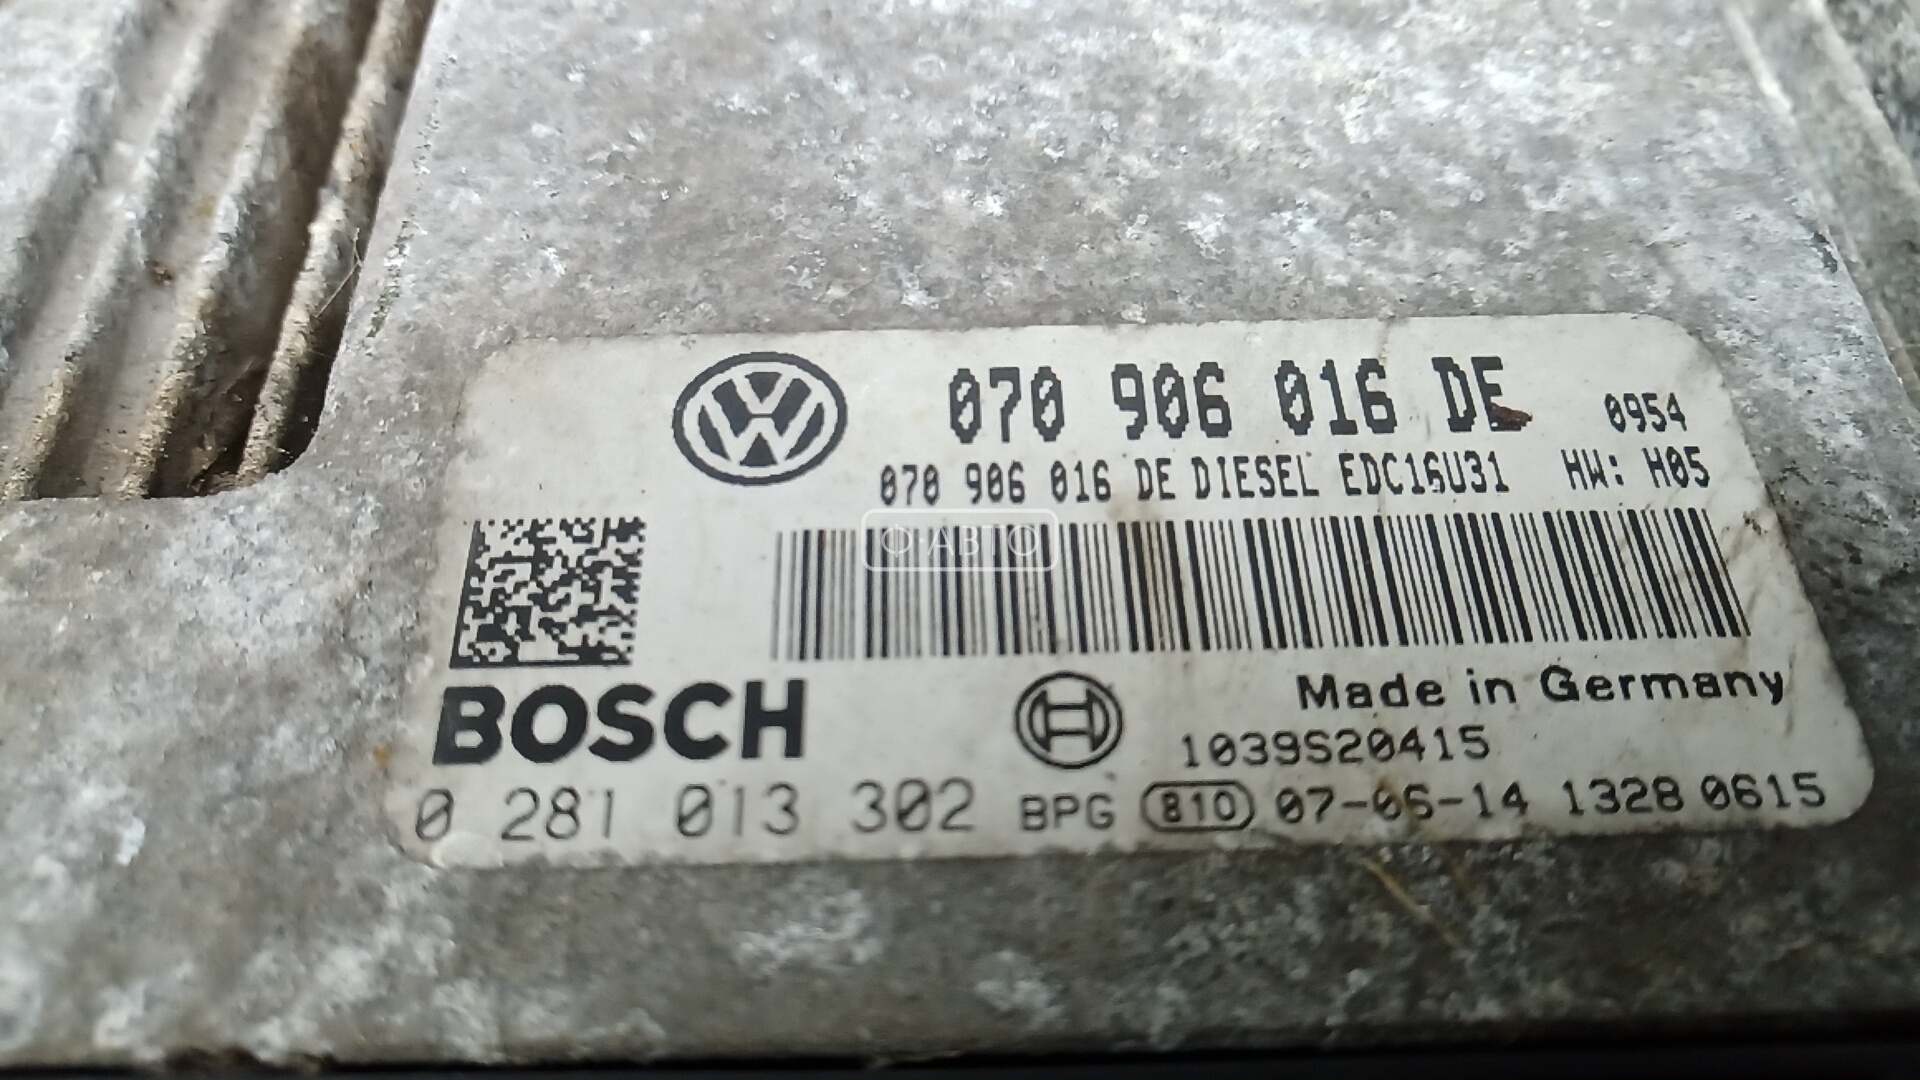 070 906 016 DE 0954
070 906 016 DE DIESEL EDC16U31 HW: H05
О·АВТО
Made in Germany
BOSCH
1039S20415
0 281 013 302 BPG 810 07-06-14 1328 0615